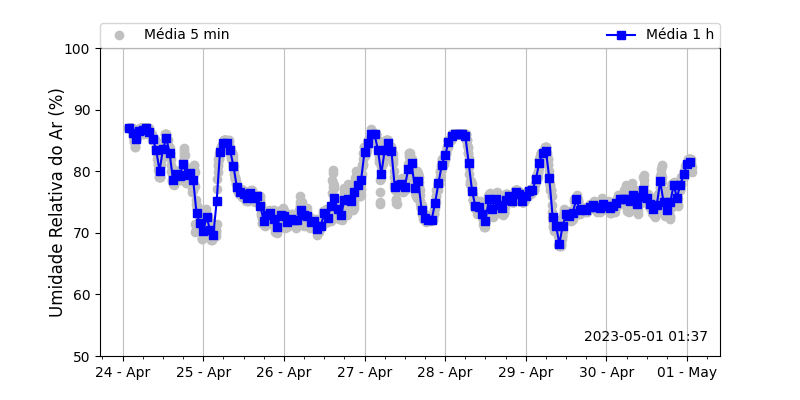 Média 5 min
Média 1 h
Umidade Relativa do Ar (%)
100
90
80
70
60
50
2023-05-01 01:37
24 - Apr
25 - Apr
26 - Apr
27 - Apr
28 - Apr
29 - Apr
30 - Apr
01 - May